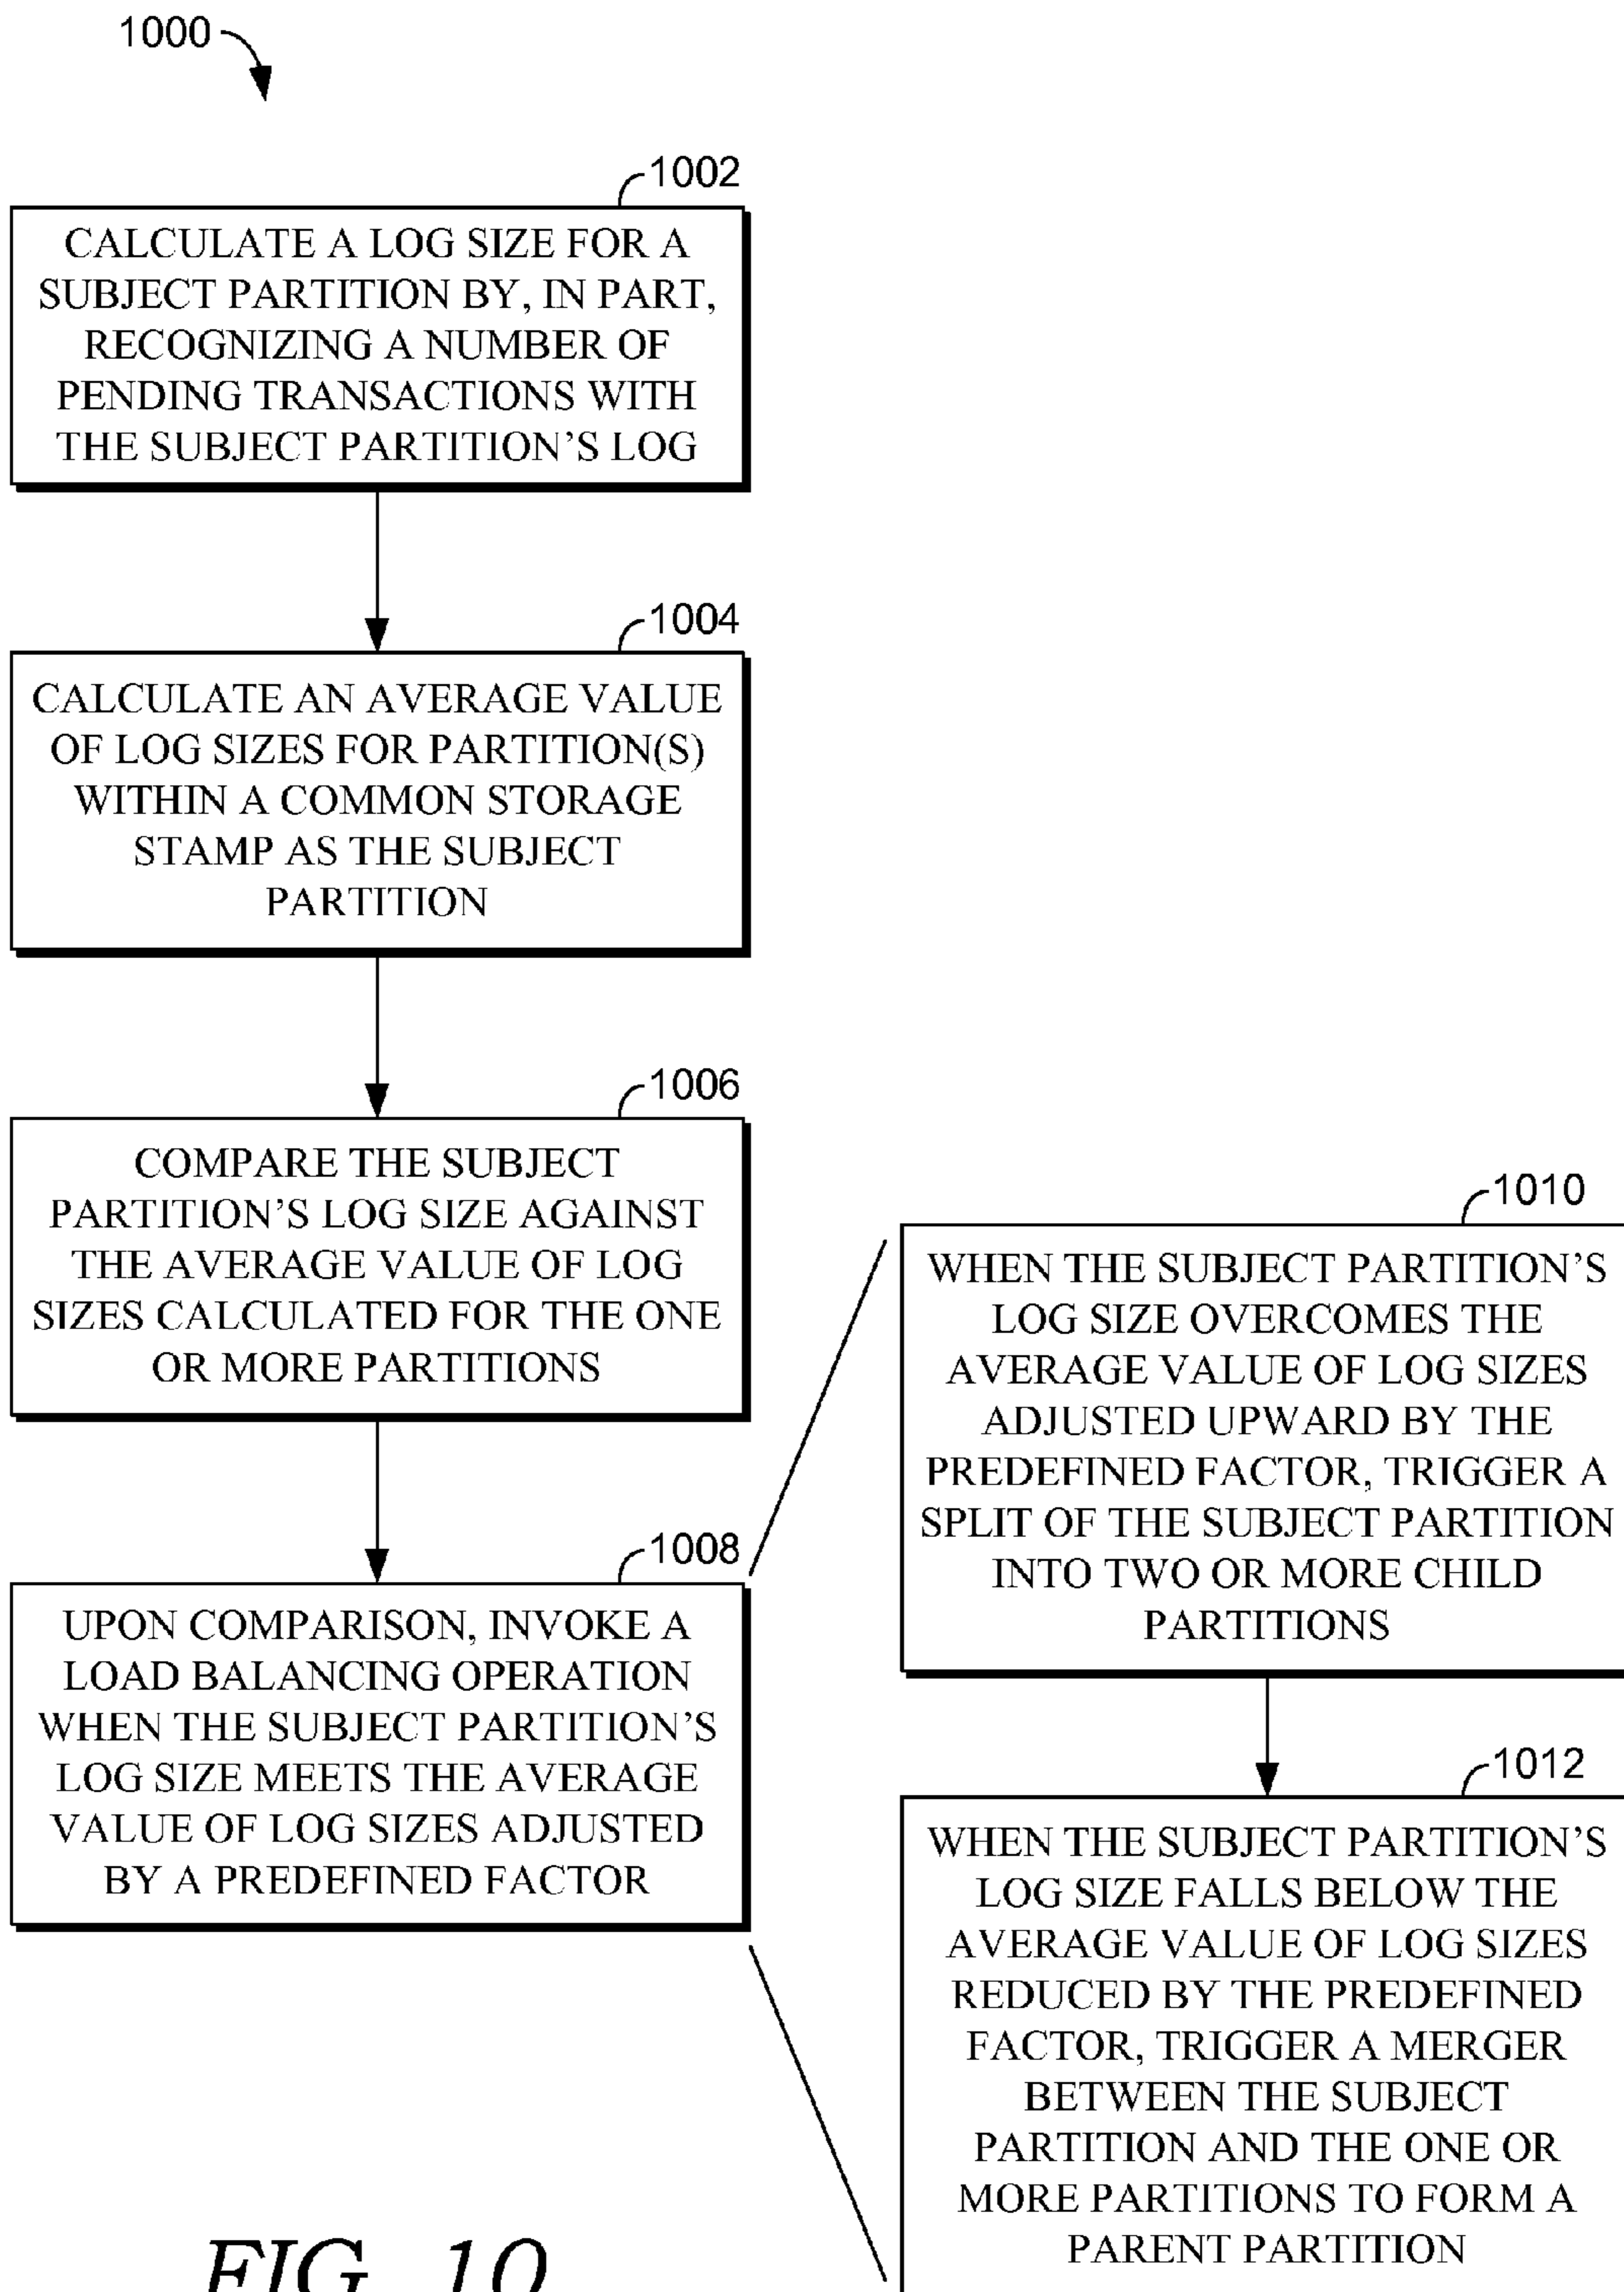 1000
1002
CALCULATE A LOG SIZE FOR A
SUBJECT PARTITION BY, IN PART,
RECOGNIZING A NUMBER OF
PENDING TRANSACTIONS WITH
THE SUBJECT PARTITION'S LOG
1004
CALCULATE AN AVERAGE VALUE
OF LOG SIZES FOR PARTITION(S)
WITHIN A COMMON STORAGE
STAMP AS THE SUBJECT
PARTITION
1006
COMPARE THE SUBJECT
PARTITION'S LOG SIZE AGAINST
THE AVERAGE VALUE OF LOG
SIZES CALCULATED FOR THE ONE
OR MORE PARTITIONS
1008
UPON COMPARISON, INVOKE A
LOAD BALANCING OPERATION
WHEN THE SUBJECT PARTITION'S
LOG SIZE MEETS THE AVERAGE
VALUE OF LOG SIZES ADJUSTED
BY A PREDEFINED FACTOR
1010
WHEN THE SUBJECT PARTITION'S
LOG SIZE OVERCOMES THE
AVERAGE VALUE OF LOG SIZES
ADJUSTED UPWARD BY THE
PREDEFINED FACTOR, TRIGGER A
SPLIT OF THE SUBJECT PARTITION
INTO TWO OR MORE CHILD
PARTITIONS
1012
WHEN THE SUBJECT PARTITION'S
LOG SIZE FALLS BELOW THE
AVERAGE VALUE OF LOG SIZES
REDUCED BY THE PREDEFINED
FACTOR, TRIGGER A MERGER
BETWEEN THE SUBJECT
PARTITION AND THE ONE OR
MORE PARTITIONS TO FORM A
PARENT PARTITION
FIG. 10